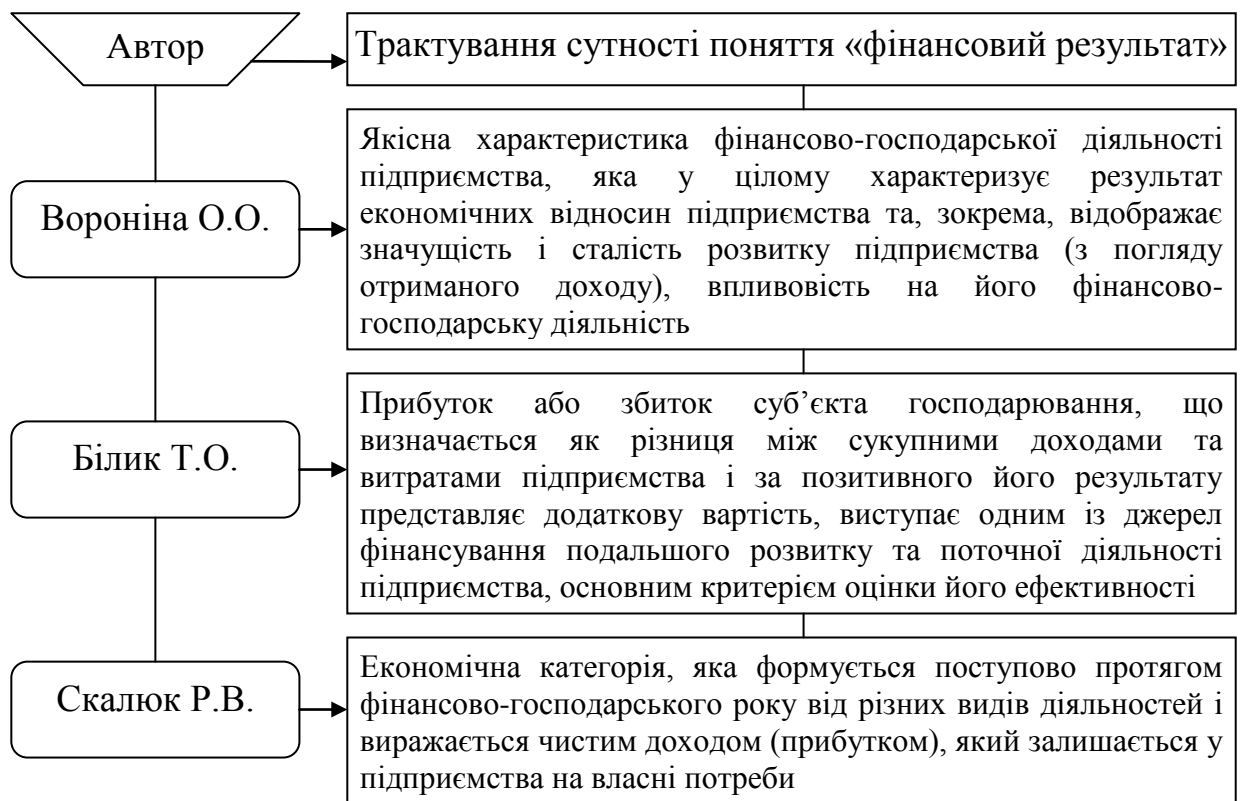 Автор
Трактування сутності поняття «фінансовий результат»
Вороніна О.О.
Якісна характеристика фінансово-господарської діяльності
підприємства, яка у цілому характеризує результат
економічних відносин підприємства та, зокрема, відображає
значущість і сталість розвитку підприємства (з погляду
отриманого доходу), впливовість на його фінансово-
господарську діяльність
Білик Т.О.
Прибуток або збиток суб’єкта господарювання, що
визначається як різниця між сукупними доходами та
витратами підприємства і за позитивного його результату
представляє додаткову вартість, виступає одним із джерел
фінансування подальшого розвитку та поточної діяльності
підприємства, основним критерієм оцінки його ефективності
Скалюк Р.В.
Економічна категорія, яка формується поступово протягом
фінансово-господарського року від різних видів діяльностей і
виражається чистим доходом (прибутком), який залишається у
підприємства на власні потреби